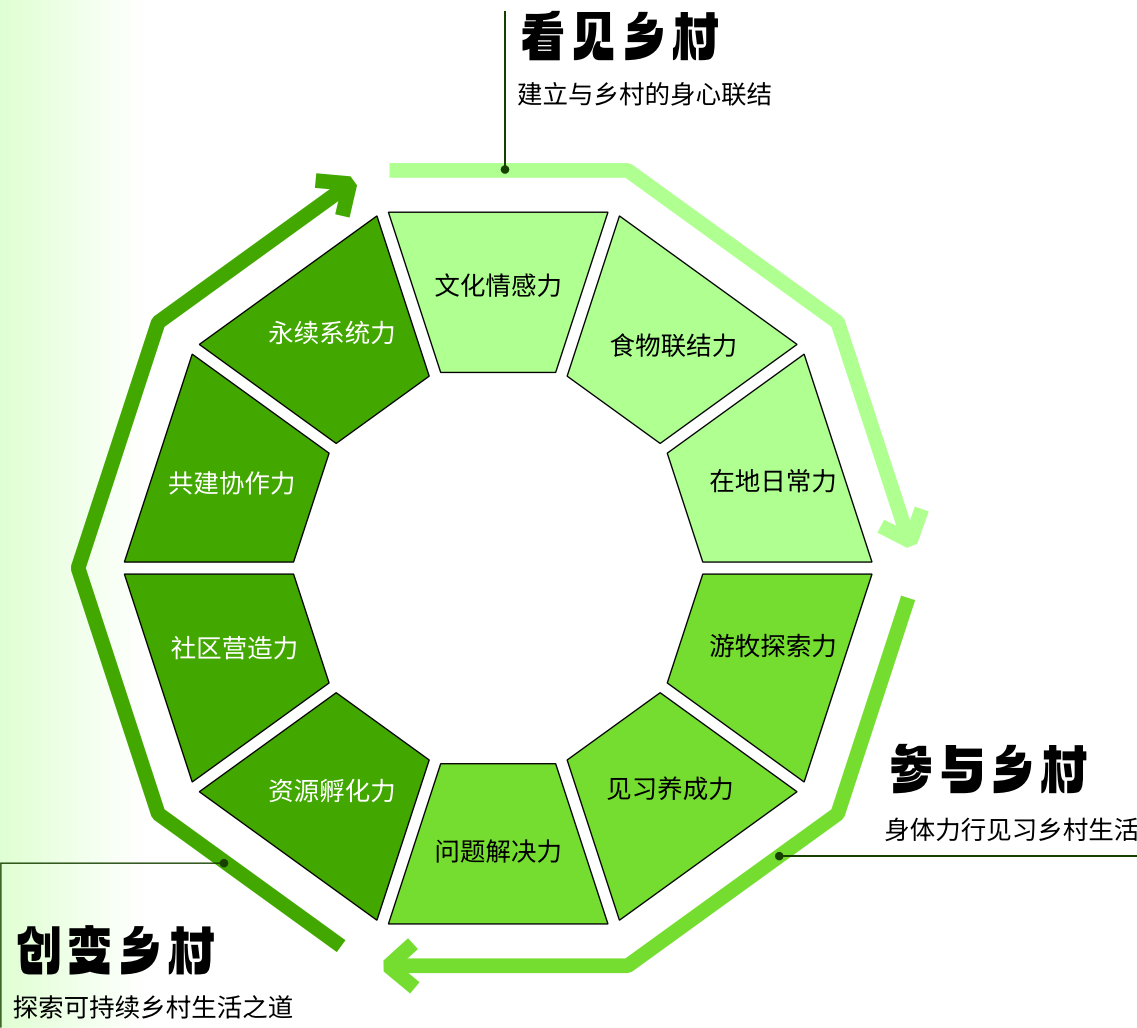 看见乡村
建立与乡村的身心联结
文化情感力
永续系统力
食物联结力
共建协作力
在地日常力
社区营造力
游牧探索力
资源孵化力
见习养成力
问题解决力
参与乡村
身体力行见习乡村生活
创变乡村
探索可持续乡村生活之道